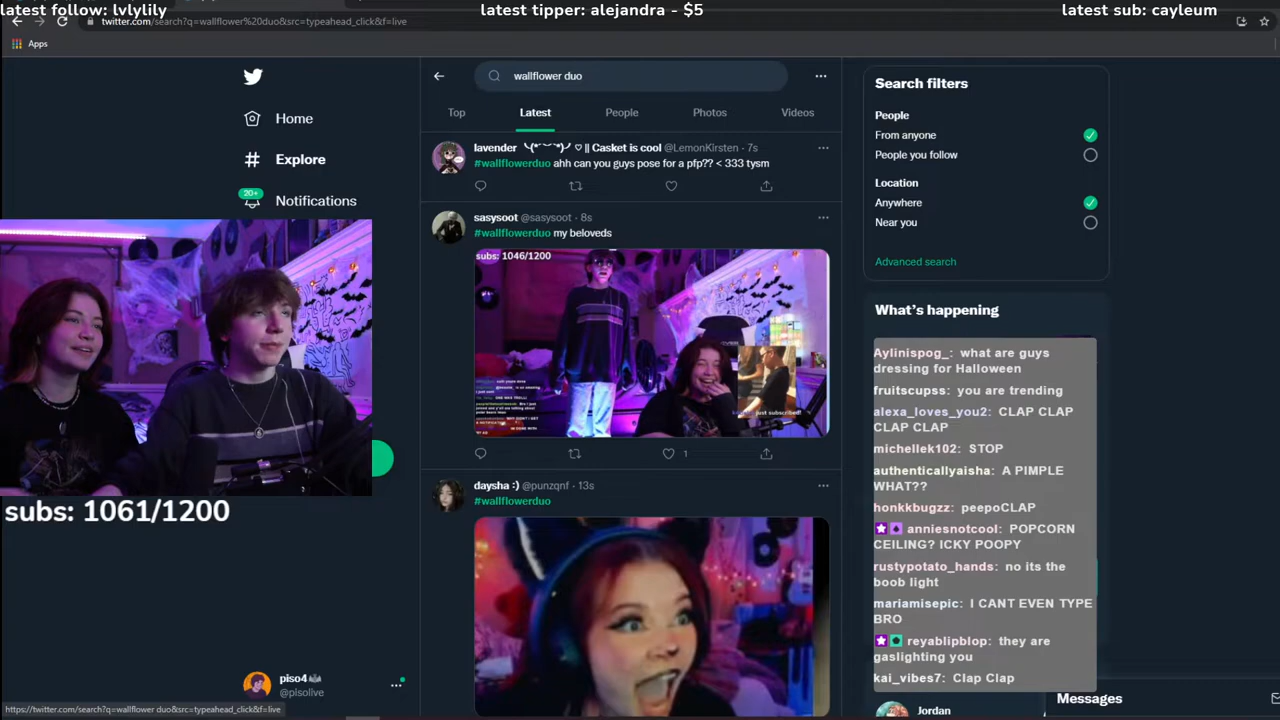 latest follow: lvlylily
latest tipper: alejandra - $5
latest sub: cayleum
twitter.com/search?q=wallflower%20duo&src=typeahead_click&f=live
Apps
Home
Explore
20+
Notifications
subs: 1061/1200
piso4
@pisolive
https://twitter.com/search?q=wallflower duo&src=typeahead_click&f=live
wallflower duo
Top
Latest
People
Photos
Videos
lavender ♡ || Casket is cool @LemonKirsten · 7s
#wallflowerduo ahh can you guys pose for a pfp?? < 333 tysm
sasysoot @sasysoot · 8s
#wallflowerduo my beloveds
subs: 1046/1200
just subscribed!
1
daysha :) @punzqnf · 13s
#wallflowerduo
Search filters
People
From anyone
People you follow
Location
Anywhere
Near you
Advanced search
What's happening
Aylinispog_: what are guys
dressing for Halloween
fruitscupss: you are trending
alexa_loves_you2: CLAP CLAP
CLAP CLAP
michellek102: STOP
authenticallyaisha: A PIMPLE
WHAT??
honkkbugzz: peepoCLAP
anniesnotcool: POPCORN
CEILING? ICKY POOPY
rustypotato_hands: no its the
boob light
mariamisepic: I CANT EVEN TYPE
BRO
reyablipblop: they are
gaslighting you
kai_vibes7: Clap Clap
Messages
Jordan